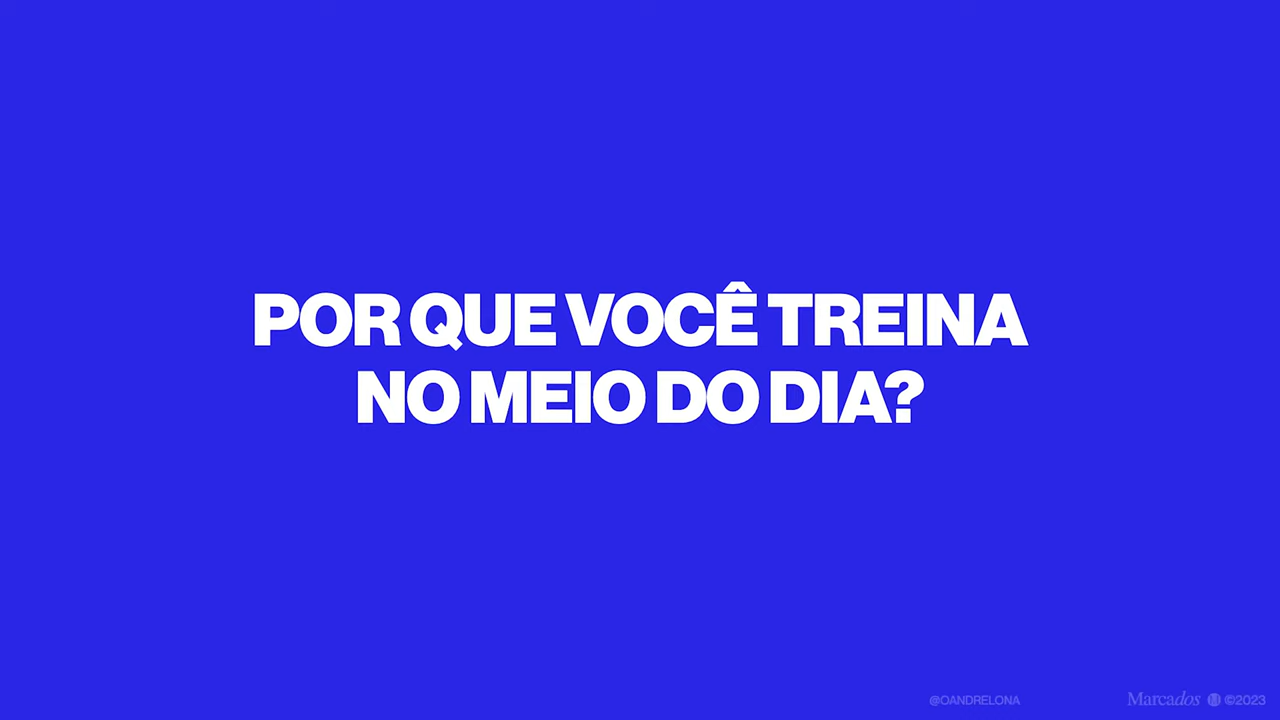 POR QUE VOCÊ TREINA
NO MEIO DO DIA?
@OANDRELONA
Marcados ©2023